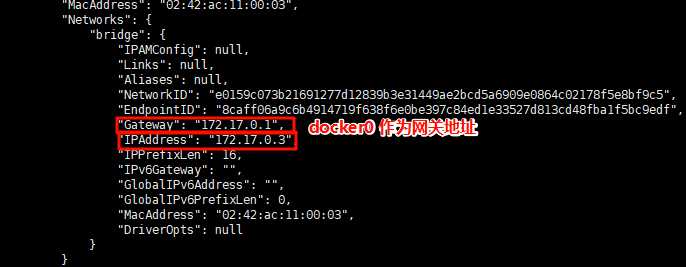 "MacAddress": "02:42:ac:11:00:03",
"Networks": {
"bridge": {
"IPAMConfig": null,
"Links": null,
"Aliases": null,
"NetworkID": "e0159c073b21691277d12839b3e31449ae2bcd5a6909e0864c02178f5e8bf9c5",
"EndpointID": "8caff06a9c6b4914719f638f6e0be397c84ed1e33527d813cd48fba1f5bc9edf",
"Gateway": "172.17.0.1", docker0 作为网关地址
"IPAddress": "172.17.0.3",
"IPPrefixLen": 16,
"IPv6Gateway": "",
"GlobalIPv6Address": "",
"GlobalIPv6PrefixLen": 0,
"MacAddress": "02:42:ac:11:00:03",
"DriverOpts": null
}
}